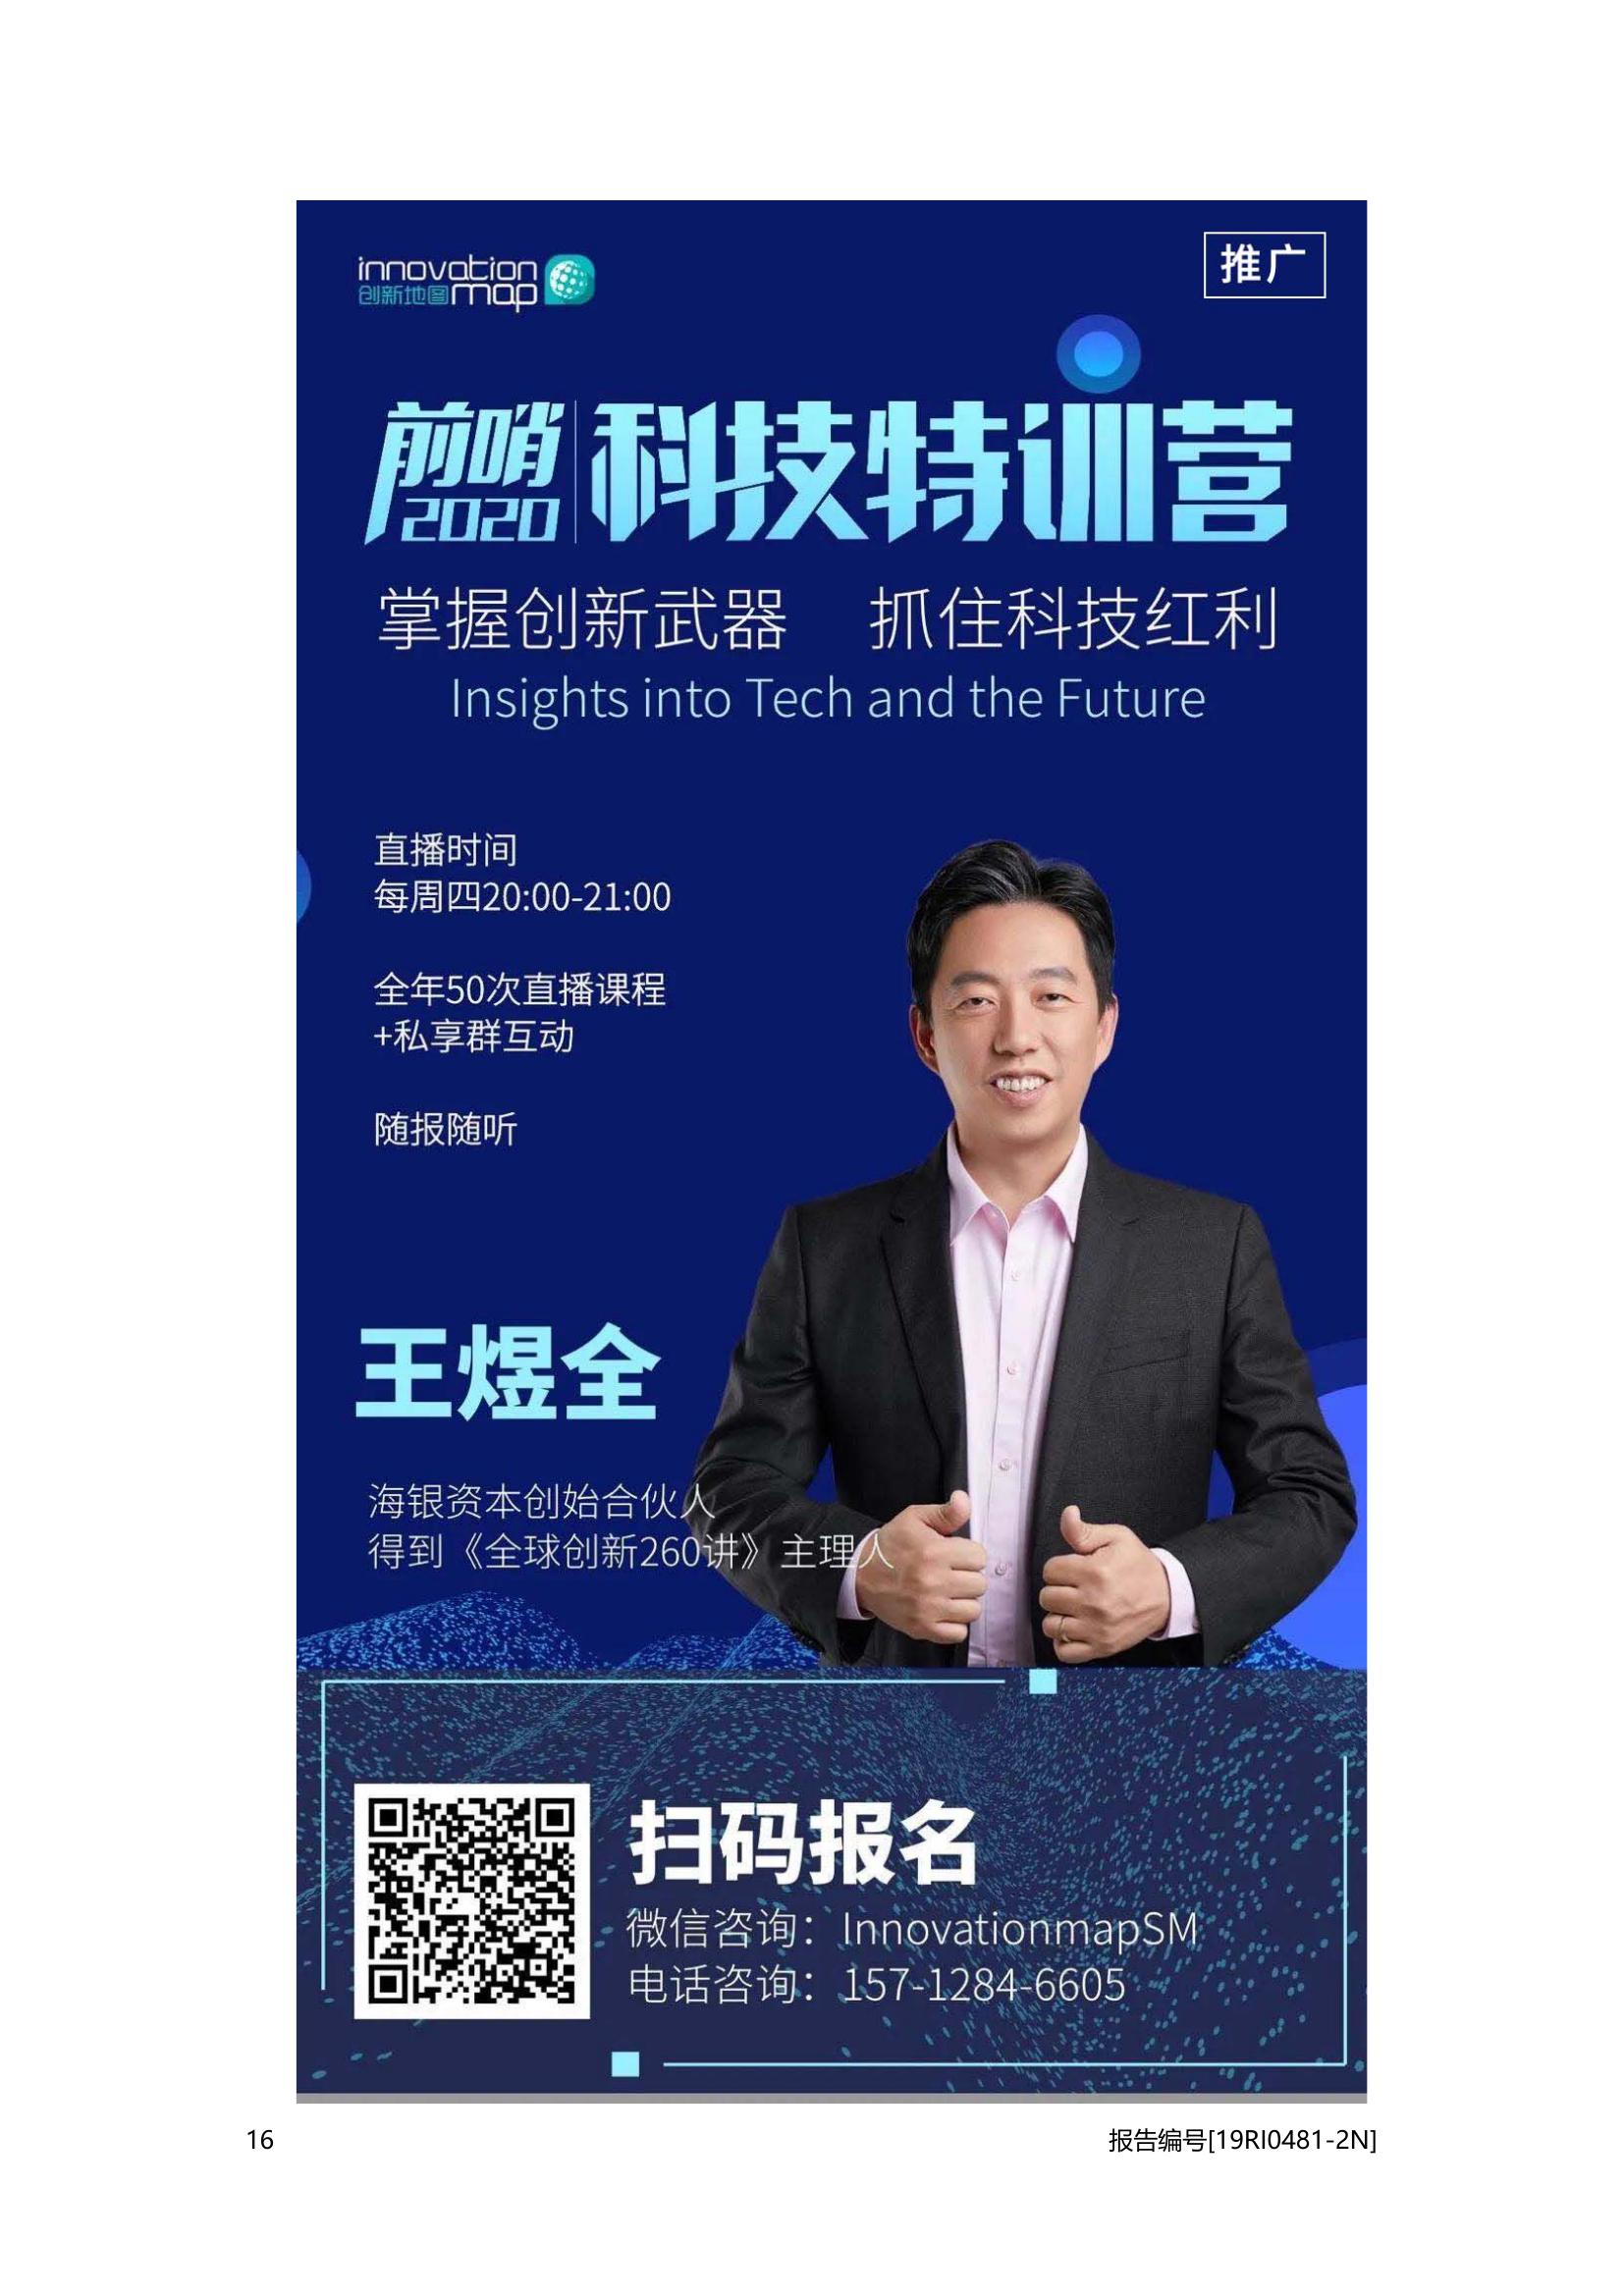 innovation
创新地图map
推广
前哨
2020
科技特训营
掌握创新武器 抓住科技红利
Insights into Tech and the Future
直播时间
每周四20:00-21:00
全年50次直播课程
+私享群互动
随报随听
王煜全
海银资本创始合伙人
得到《全球创新260讲》主理人
扫码报名
微信咨询：InnovationmapSM
电话咨询：157-1284-6605
16
报告编号[19RI0481-2N]